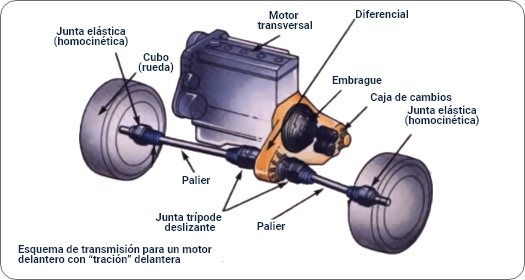 Motor
transversal
Diferencial
Junta elástica
(homocinética)
Cubo
(rueda)
Embrague
Caja de cambios
Junta elástica
(homocinética)
Palier
Junta trípode
deslizante
Palier
Esquema de transmisión para un motor
delantero con “tración” delantera